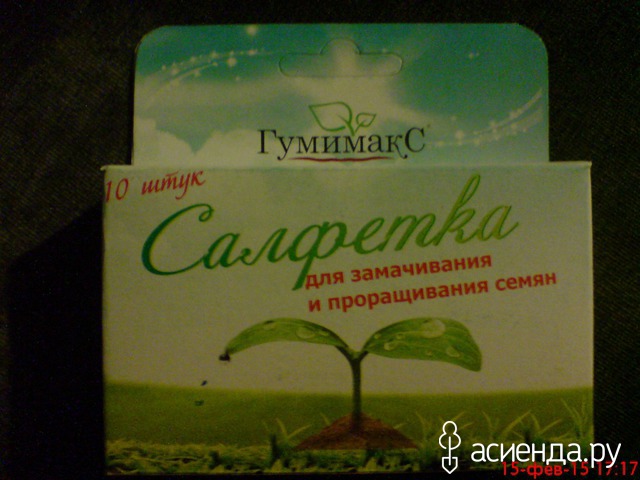 ГумимакС
10 штук
Салфетка
для замачивания
и проращивания семян
асиенда.ру
15-фев-15 17:17